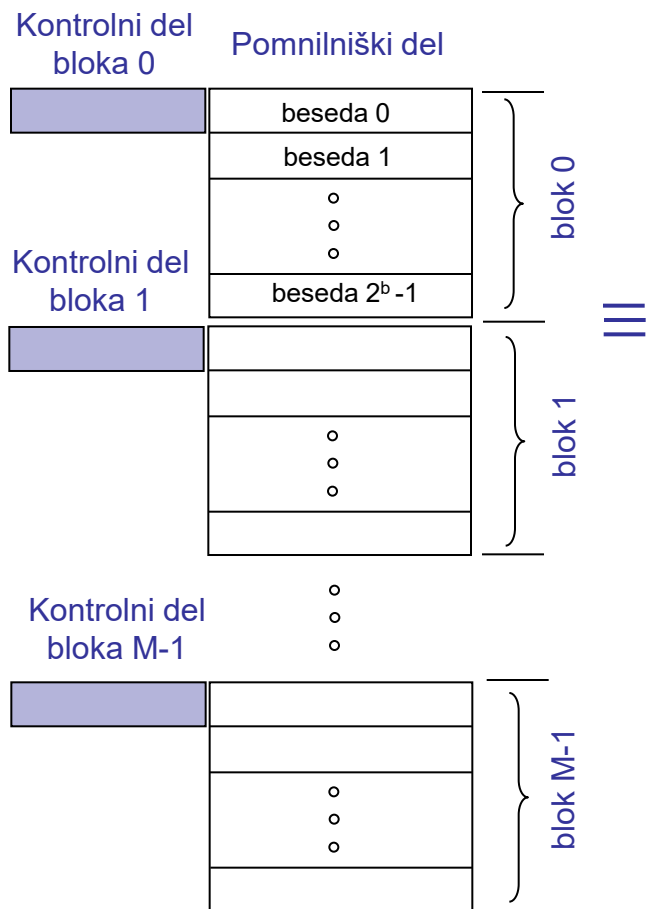 Kontrolni del
bloka 0
Pomnilniški del
beseda 0
beseda 1
beseda 2ᵇ -1
blok 0
Kontrolni del
bloka 1
blok 1
Kontrolni del
bloka M-1
blok M-1